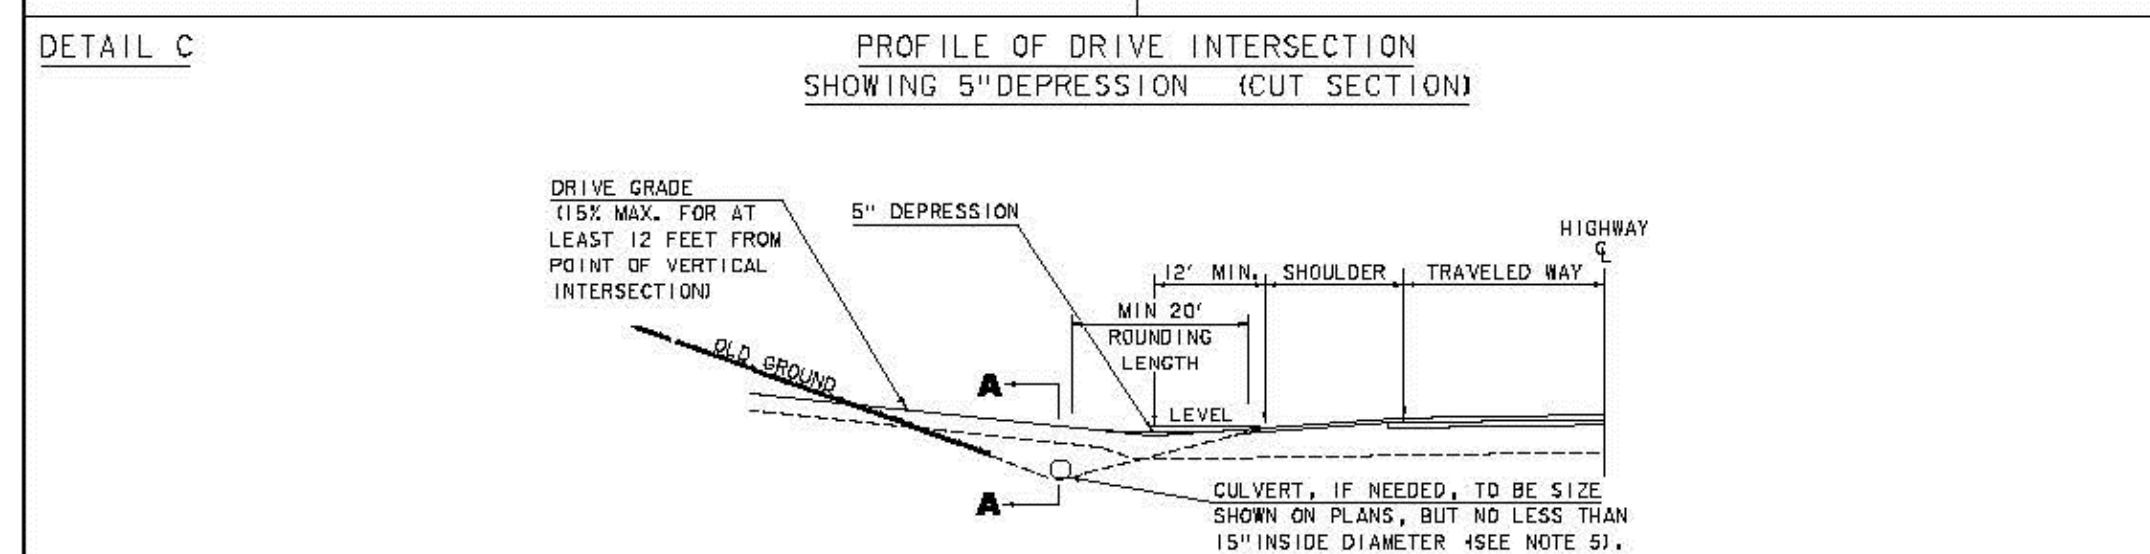 DETAIL C
PROFILE OF DRIVE INTERSECTION
SHOWING 5" DEPRESSION (CUT SECTION)
DRIVE GRADE
(15% MAX. FOR AT
LEAST 12 FEET FROM
POINT OF VERTICAL
INTERSECTION)
5" DEPRESSION
HIGHWAY
℄
12' MIN.
SHOULDER
TRAVELED WAY
MIN 20'
ROUNDING
LENGTH
OLD GROUND
A
LEVEL
A
CULVERT, IF NEEDED, TO BE SIZE
SHOWN ON PLANS, BUT NO LESS THAN
15" INSIDE DIAMETER (SEE NOTE 5).